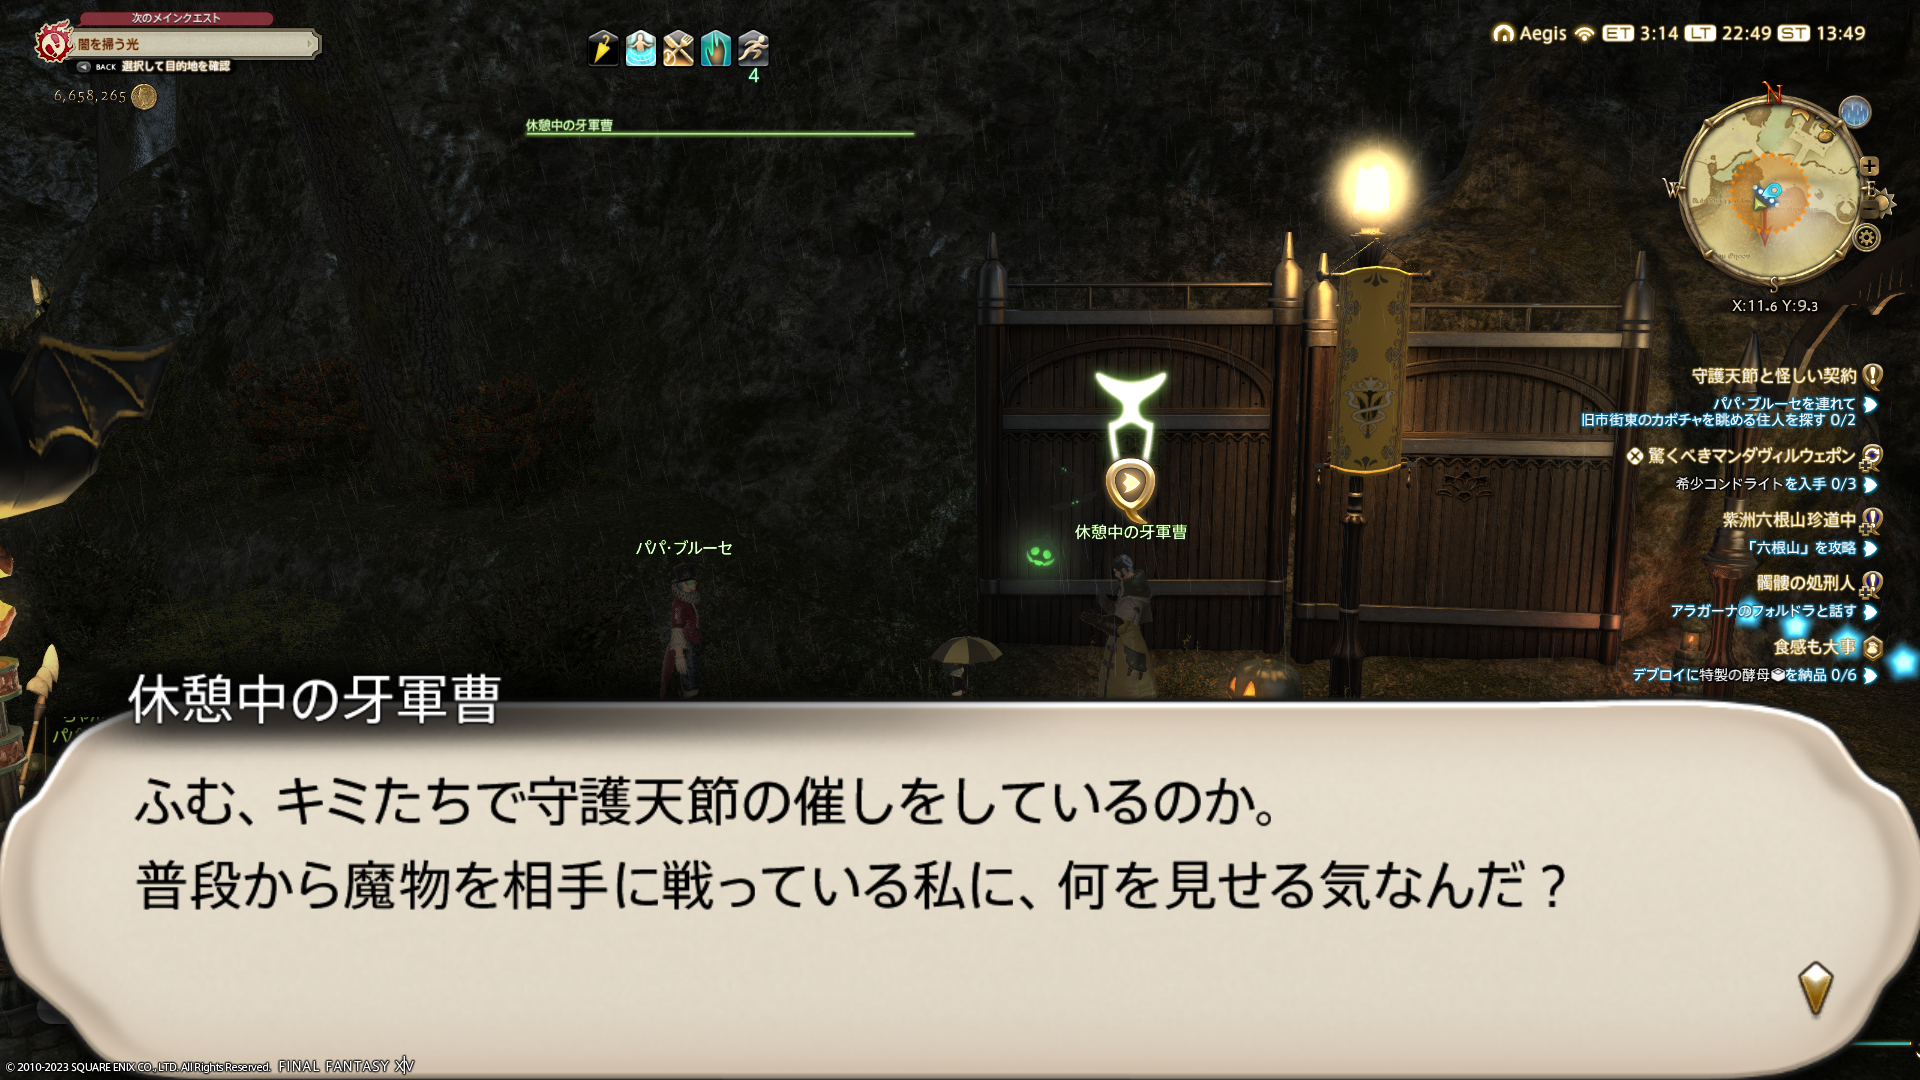 次のメインクエスト
闇を掃う光
BACK 選択して目的地を確認
6,658,265
4
休憩中の牙軍曹
Aegis ET 3:14 LT 22:49 ST 13:49
N
W
E
S
X:11.6 Y:9.3
守護天節と怪しい契約
パパ・ブルーセを連れて
旧市街東のカボチャを眺める住人を探す 0/2
驚くべきマンダヴィルウェポン
希少コンドライトを入手 0/3
紫洲六根山珍道中
『六根山』を攻略
髑髏の処刑人
アラガーナのフォルドラと話す
食感も大事
デブロイに特製の酵母を納品 0/6
休憩中の牙軍曹
パパ・ブルーセ
休憩中の牙軍曹
ふむ、キミたちで守護天節の催しをしているのか。
普段から魔物を相手に戦っている私に、何を見せる気なんだ？
© 2010-2023 SQUARE ENIX CO., LTD. All Rights Reserved. FINAL FANTASY XIV